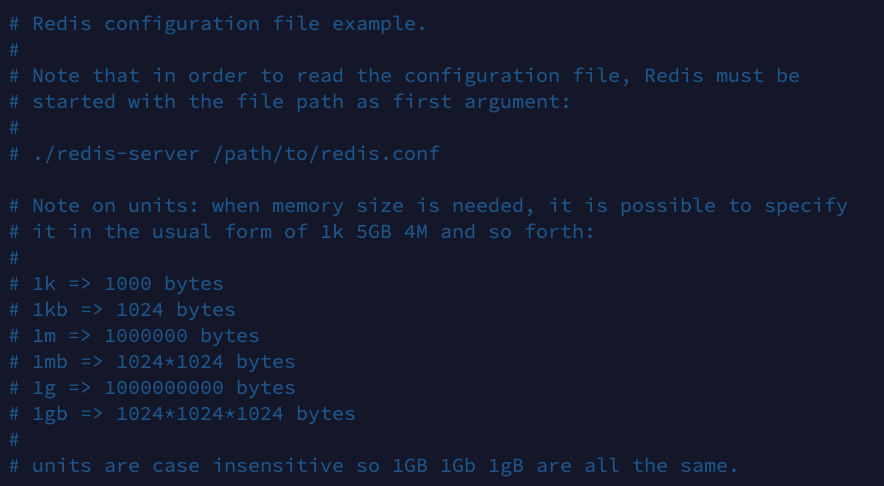 # Redis configuration file example.
#
# Note that in order to read the configuration file, Redis must be
# started with the file path as first argument:
#
# ./redis-server /path/to/redis.conf

# Note on units: when memory size is needed, it is possible to specify
# it in the usual form of 1k 5GB 4M and so forth:
#
# 1k => 1000 bytes
# 1kb => 1024 bytes
# 1m => 1000000 bytes
# 1mb => 1024*1024 bytes
# 1g => 1000000000 bytes
# 1gb => 1024*1024*1024 bytes
#
# units are case insensitive so 1GB 1Gb 1gB are all the same.